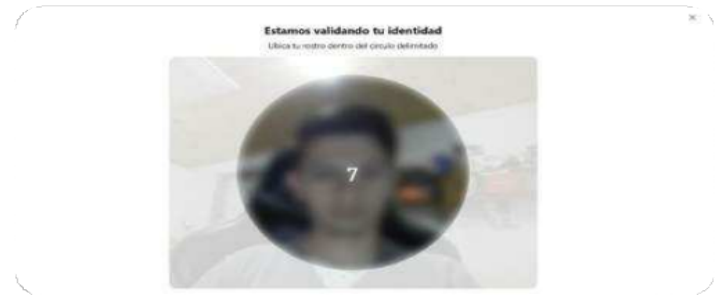 Estamos validando tu identidad
Ubica tu rostro dentro del círculo delimitado
7